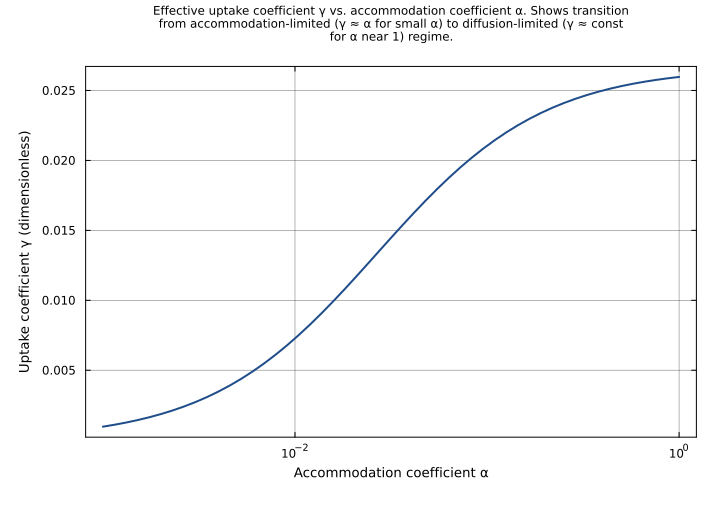 Effective uptake coefficient γ vs. accommodation coefficient α. Shows transition
from accommodation-limited (γ ≈ α for small α) to diffusion-limited (γ ≈ const
for α near 1) regime.
0.025
0.020
0.015
0.010
0.005
Uptake coefficient γ (dimensionless)
10⁻²
10⁰
Accommodation coefficient α